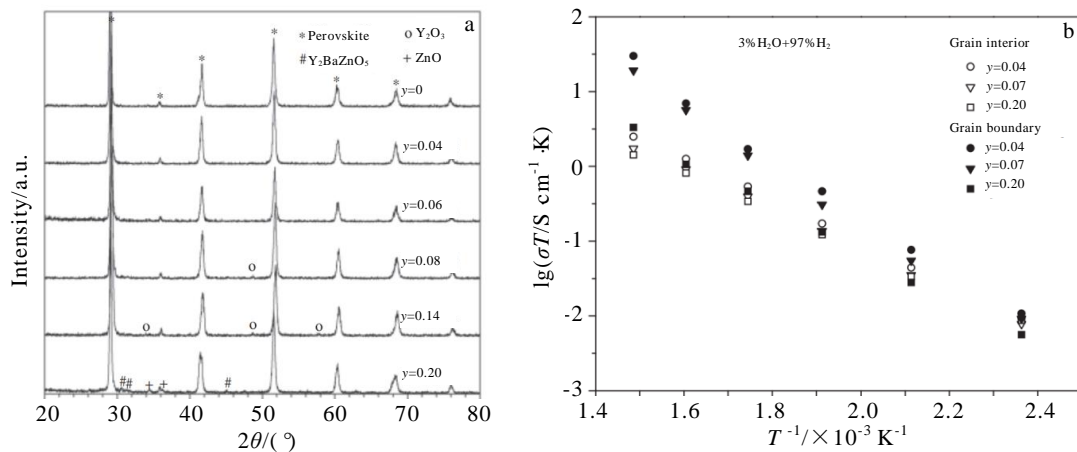 a
* Perovskite
o Y₂O₃
# Y₂BaZnO₅
+ ZnO
y=0
y=0.04
y=0.06
y=0.08
y=0.14
y=0.20
* * * * * *
o
o o o
## + + #
Intensity/a.u.
20 30 40 50 60 70 80
2θ/(°)
b
3%H₂O+97%H₂
Grain interior
y=0.04
y=0.07
y=0.20
Grain boundary
y=0.04
y=0.07
y=0.20
2
1
0
-1
-2
-3
lg(σT/S cm⁻¹·K)
1.4 1.6 1.8 2.0 2.2 2.4
T⁻¹/×10⁻³ K⁻¹